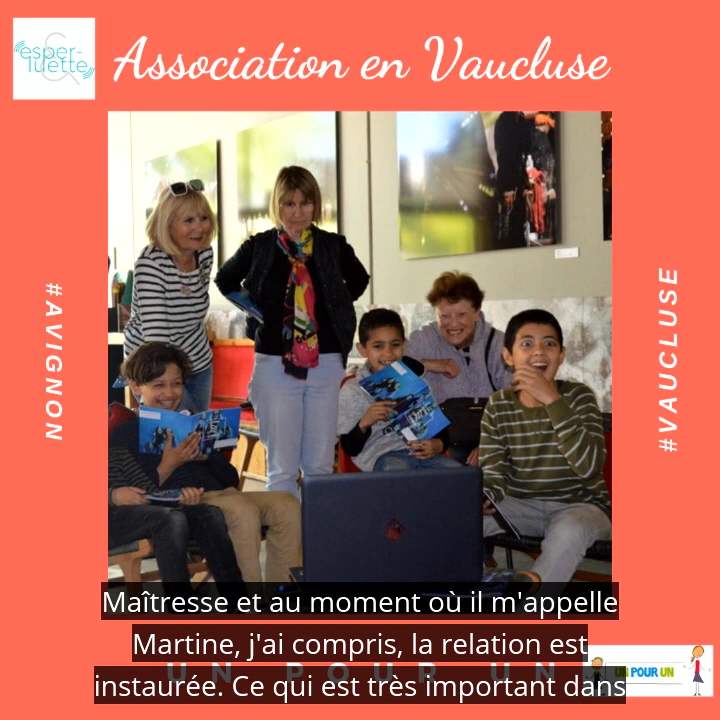 esper-
luette
&
Association en Vaucluse
#AVIGNON
#VAUCLUSE
Maîtresse et au moment où il m'appelle
Martine, j'ai compris, la relation est
instaurée. Ce qui est très important dans
UN POUR UN
UN POUR UN